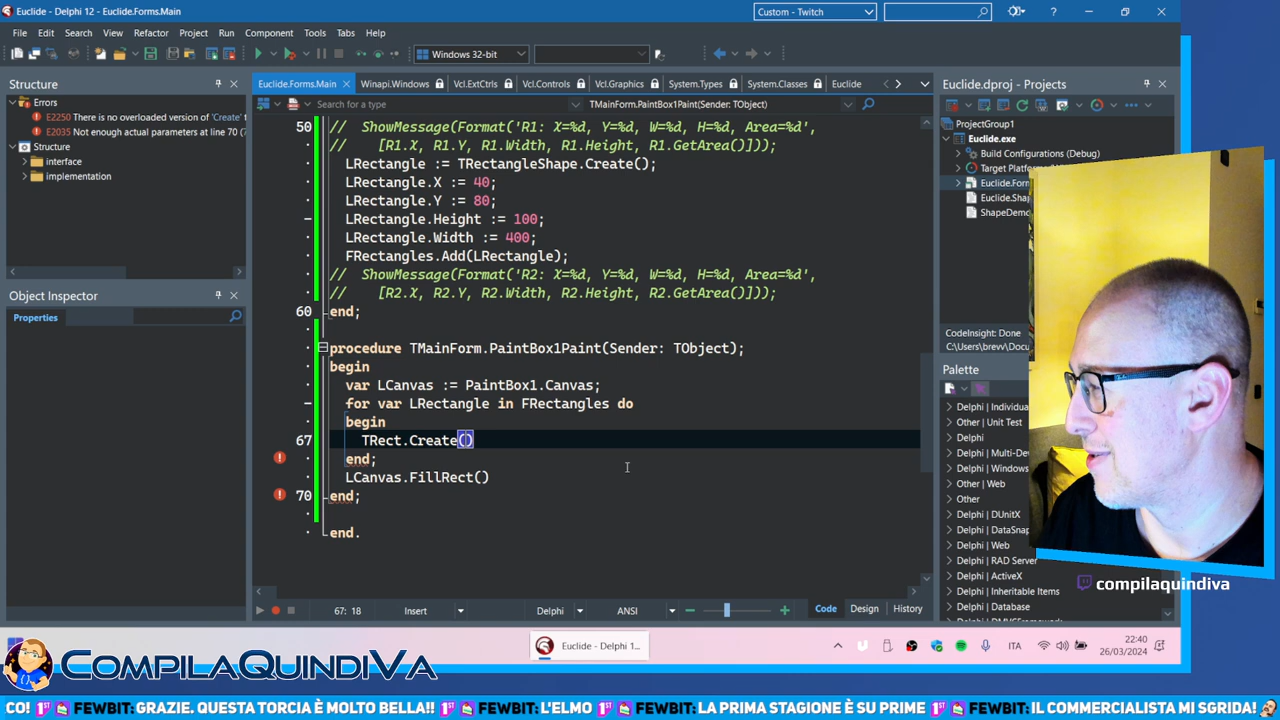 Euclide - Delphi 12 - Euclide.Forms.Main
Custom - Twitch
File Edit Search View Refactor Project Run Component Tools Tabs Help
Windows 32-bit
Structure
Errors
E2250 There is no overloaded version of 'Create'
E2035 Not enough actual parameters at line 70 (7
Structure
interface
implementation
Object Inspector
Properties
Euclide.Forms.Main Winapi.Windows Vcl.ExtCtrls Vcl.Controls Vcl.Graphics System.Types System.Classes Euclide
Search for a type
TMainForm.PaintBox1Paint(Sender: TObject)
50 // ShowMessage(Format('R1: X=%d, Y=%d, W=%d, H=%d, Area=%d',
// [R1.X, R1.Y, R1.Width, R1.Height, R1.GetArea()]));
LRectangle := TRectangleShape.Create();
LRectangle.X := 40;
LRectangle.Y := 80;
LRectangle.Height := 100;
LRectangle.Width := 400;
FRectangles.Add(LRectangle);
// ShowMessage(Format('R2: X=%d, Y=%d, W=%d, H=%d, Area=%d',
// [R2.X, R2.Y, R2.Width, R2.Height, R2.GetArea()]));
60 end;
procedure TMainForm.PaintBox1Paint(Sender: TObject);
begin
var LCanvas := PaintBox1.Canvas;
for var LRectangle in FRectangles do
begin
67 TRect.Create()
end;
LCanvas.FillRect()
70 end;
end.
67: 18 Insert Delphi ANSI Code Design History
Euclide.dproj - Projects
ProjectGroup1
Euclide.exe
Build Configurations (Debug)
Target Platfo
Euclide.Form
Euclide.Sha
ShapeDemo
CodeInsight: Done
C:\Users\brevv\Docu
Palette
Delphi | Individua
Other | Unit Test
Delphi
Delphi | Multi-Dev
Delphi | Windows
Other | Web
Other
Delphi | DUnitX
Delphi | DataSnap
Delphi | Web
RAD Server
Delphi | ActiveX
Delphi | Inheritable Items
Delphi | Database
compilaquindiva
Euclide - Delphi 1...
ITA
22:40
26/03/2024
COMPILAQUINDIVA
CO! 1st FEWBIT: GRAZIE. QUESTA TORCIA È MOLTO BELLA!! 1st FEWBIT: L'ELMO 1st FEWBIT: LA PRIMA STAGIONE È SU PRIME 1st FEWBIT: IL COMMERCIALISTA MI SGRIDA!